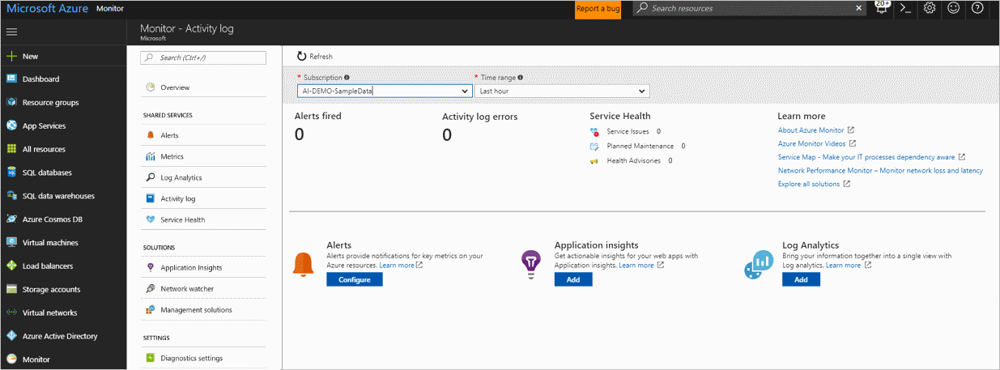 Microsoft Azure Monitor
Report a bug
Search resources
20+
Monitor - Activity log
Microsoft
New
Dashboard
Resource groups
App Services
All resources
SQL databases
SQL data warehouses
Azure Cosmos DB
Virtual machines
Load balancers
Storage accounts
Virtual networks
Azure Active Directory
Monitor
Search (Ctrl+/)
Overview
SHARED SERVICES
Alerts
Metrics
Log Analytics
Activity log
Service Health
SOLUTIONS
Application Insights
Network watcher
Management solutions
SETTINGS
Diagnostics settings
Refresh
* Subscription
AI-DEMO-SampleData
* Time range
Last hour
Alerts fired
0
Activity log errors
0
Service Health
Service Issues 0
Planned Maintenance 0
Health Advisories 0
Learn more
About Azure Monitor
Azure Monitor Videos
Service Map - Make your IT processes dependency aware
Network Performance Monitor – Monitor network loss and latency
Explore all solutions
Alerts
Alerts provide notifications for key metrics on your
Azure resources. Learn more
Configure
Application insights
Get actionable insights for your web apps with
Application insights. Learn more
Add
Log Analytics
Bring your information together into a single view with
Log analytics. Learn more
Add